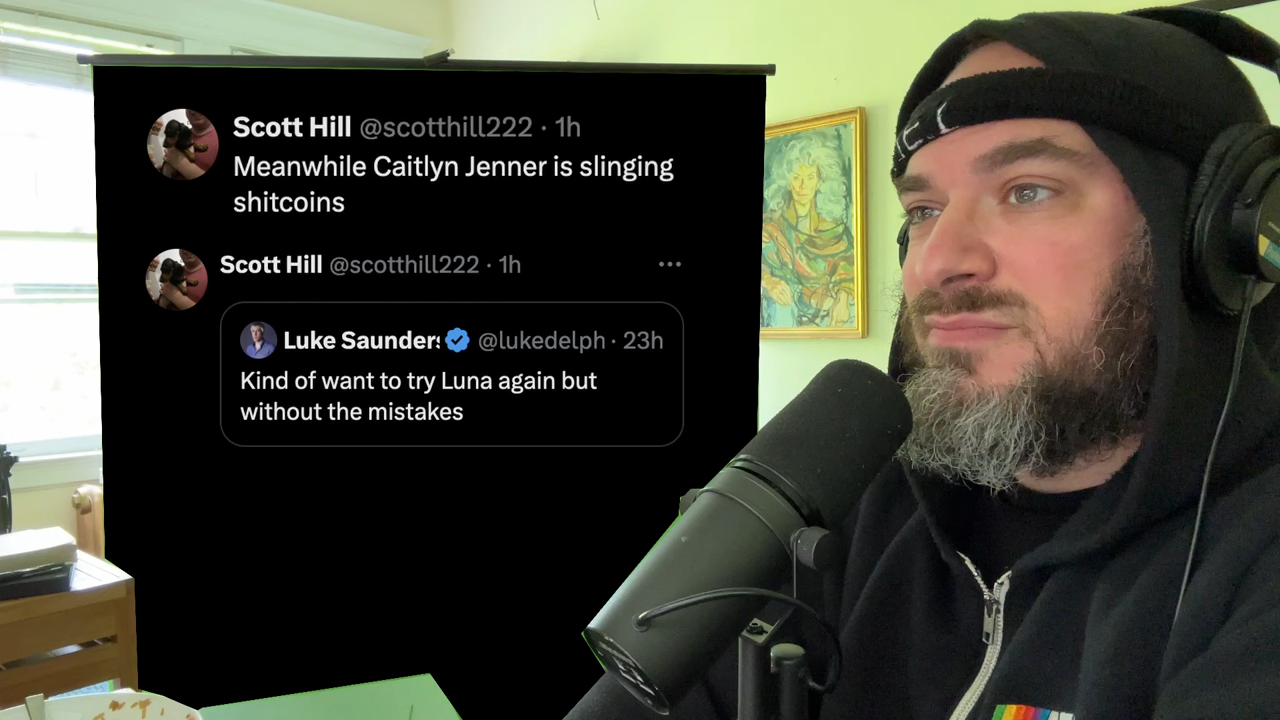 Scott Hill @scotthill222 · 1h
Meanwhile Caitlyn Jenner is slinging
shitcoins
Scott Hill @scotthill222 · 1h
Luke Saunders @lukedelph · 23h
Kind of want to try Luna again but
without the mistakes